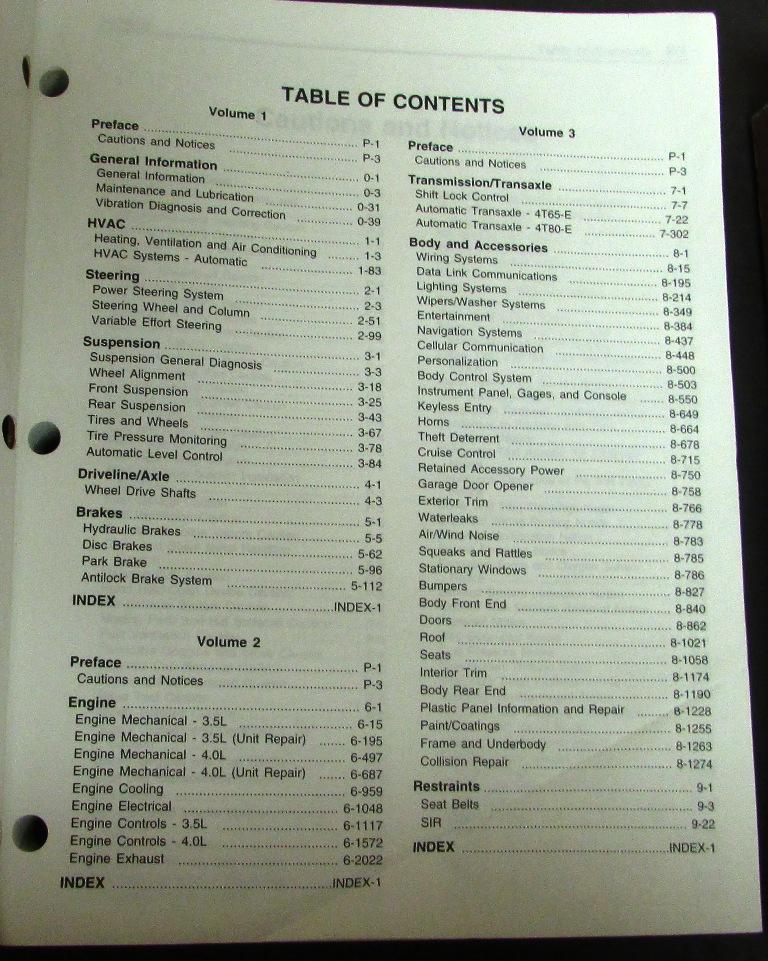 TABLE OF CONTENTS
Volume 1
Preface ..... P-1
Cautions and Notices ..... P-3
General Information ..... 0-1
General Information ..... 0-3
Maintenance and Lubrication ..... 0-31
Vibration Diagnosis and Correction ..... 0-39
HVAC ..... 1-1
Heating, Ventilation and Air Conditioning ..... 1-3
HVAC Systems - Automatic ..... 1-83
Steering ..... 2-1
Power Steering System ..... 2-3
Steering Wheel and Column ..... 2-51
Variable Effort Steering ..... 2-99
Suspension ..... 3-1
Suspension General Diagnosis ..... 3-3
Wheel Alignment ..... 3-18
Front Suspension ..... 3-25
Rear Suspension ..... 3-43
Tires and Wheels ..... 3-67
Tire Pressure Monitoring ..... 3-78
Automatic Level Control ..... 3-84
Driveline/Axle ..... 4-1
Wheel Drive Shafts ..... 4-3
Brakes ..... 5-1
Hydraulic Brakes ..... 5-5
Disc Brakes ..... 5-62
Park Brake ..... 5-96
Antilock Brake System ..... 5-112
INDEX ..... INDEX-1
Volume 2
Preface ..... P-1
Cautions and Notices ..... P-3
Engine ..... 6-1
Engine Mechanical - 3.5L ..... 6-15
Engine Mechanical - 3.5L (Unit Repair) ..... 6-195
Engine Mechanical - 4.0L ..... 6-497
Engine Mechanical - 4.0L (Unit Repair) ..... 6-687
Engine Cooling ..... 6-959
Engine Electrical ..... 6-1048
Engine Controls - 3.5L ..... 6-1117
Engine Controls - 4.0L ..... 6-1572
Engine Exhaust ..... 6-2022
INDEX ..... INDEX-1
Volume 3
Preface ..... P-1
Cautions and Notices ..... P-3
Transmission/Transaxle ..... 7-1
Shift Lock Control ..... 7-7
Automatic Transaxle - 4T65-E ..... 7-22
Automatic Transaxle - 4T80-E ..... 7-302
Body and Accessories ..... 8-1
Wiring Systems ..... 8-15
Data Link Communications ..... 8-195
Lighting Systems ..... 8-214
Wipers/Washer Systems ..... 8-349
Entertainment ..... 8-384
Navigation Systems ..... 8-437
Cellular Communication ..... 8-448
Personalization ..... 8-500
Body Control System ..... 8-503
Instrument Panel, Gages, and Console ..... 8-550
Keyless Entry ..... 8-649
Horns ..... 8-664
Theft Deterrent ..... 8-678
Cruise Control ..... 8-715
Retained Accessory Power ..... 8-750
Garage Door Opener ..... 8-758
Exterior Trim ..... 8-766
Waterleaks ..... 8-778
Air/Wind Noise ..... 8-783
Squeaks and Rattles ..... 8-785
Stationary Windows ..... 8-786
Bumpers ..... 8-827
Body Front End ..... 8-840
Doors ..... 8-862
Roof ..... 8-1021
Seats ..... 8-1058
Interior Trim ..... 8-1174
Body Rear End ..... 8-1190
Plastic Panel Information and Repair ..... 8-1228
Paint/Coatings ..... 8-1255
Frame and Underbody ..... 8-1263
Collision Repair ..... 8-1274
Restraints ..... 9-1
Seat Belts ..... 9-3
SIR ..... 9-22
INDEX ..... INDEX-1